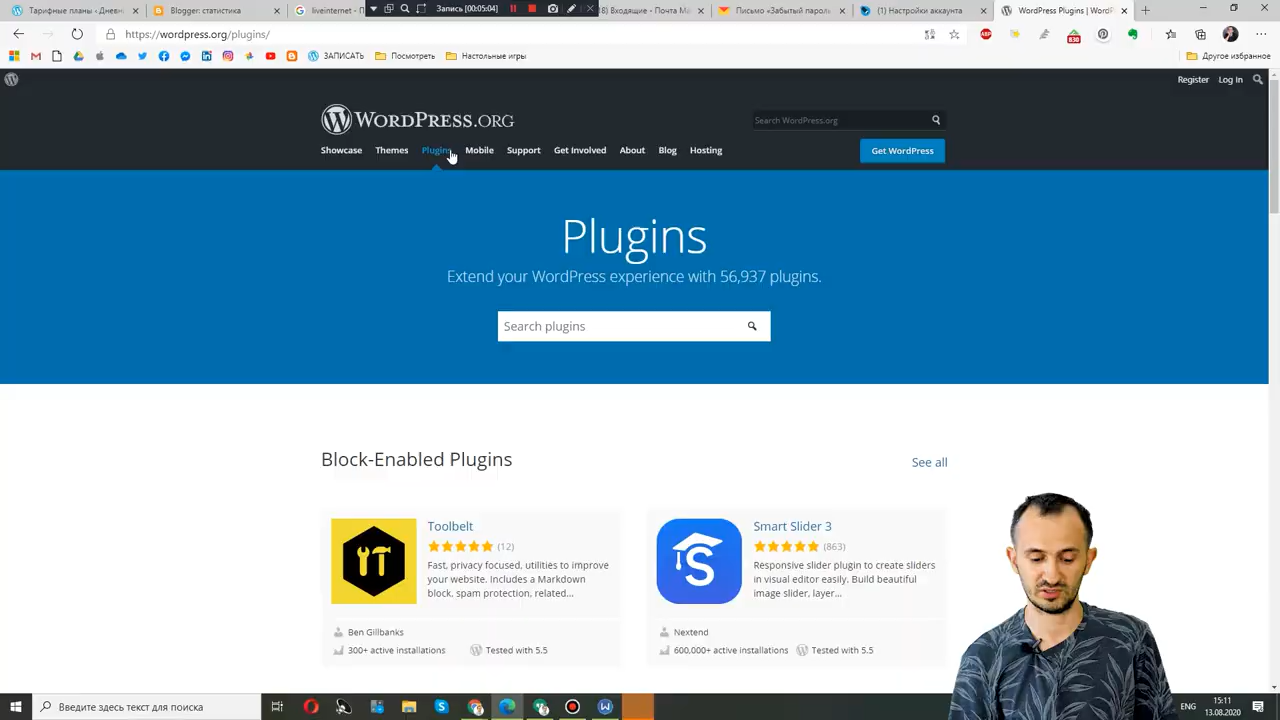 Тарифные планы ‹ Дневн
Blogger: статистика
liveinternet - П
Запись [00:05:04]
8) Входящие - Почта Ма
Письмо «Забытый пароль
(1) Настройки аккаунта
WordPress Plugins | WordP
https://wordpress.org/plugins/
830
ЗАПИСАТЬ
Посмотреть
Настольные игры
Другое избранное
Register
Log In
WORDPRESS.ORG
Search WordPress.org
Showcase
Themes
Plugins
Mobile
Support
Get Involved
About
Blog
Hosting
Get WordPress
Plugins
Extend your WordPress experience with 56,937 plugins.
Search plugins
Block-Enabled Plugins
See all
Toolbelt
(12)
Fast, privacy focused, utilities to improve
your website. Includes a Markdown
block, spam protection, related...
Ben Gillbanks
300+ active installations
Tested with 5.5
Smart Slider 3
(863)
Responsive slider plugin to create sliders
in visual editor easily. Build beautiful
image slider, layer...
Nextend
600,000+ active installations
Tested with 5.5
Введите здесь текст для поиска
ENG
15:11
13.08.2020